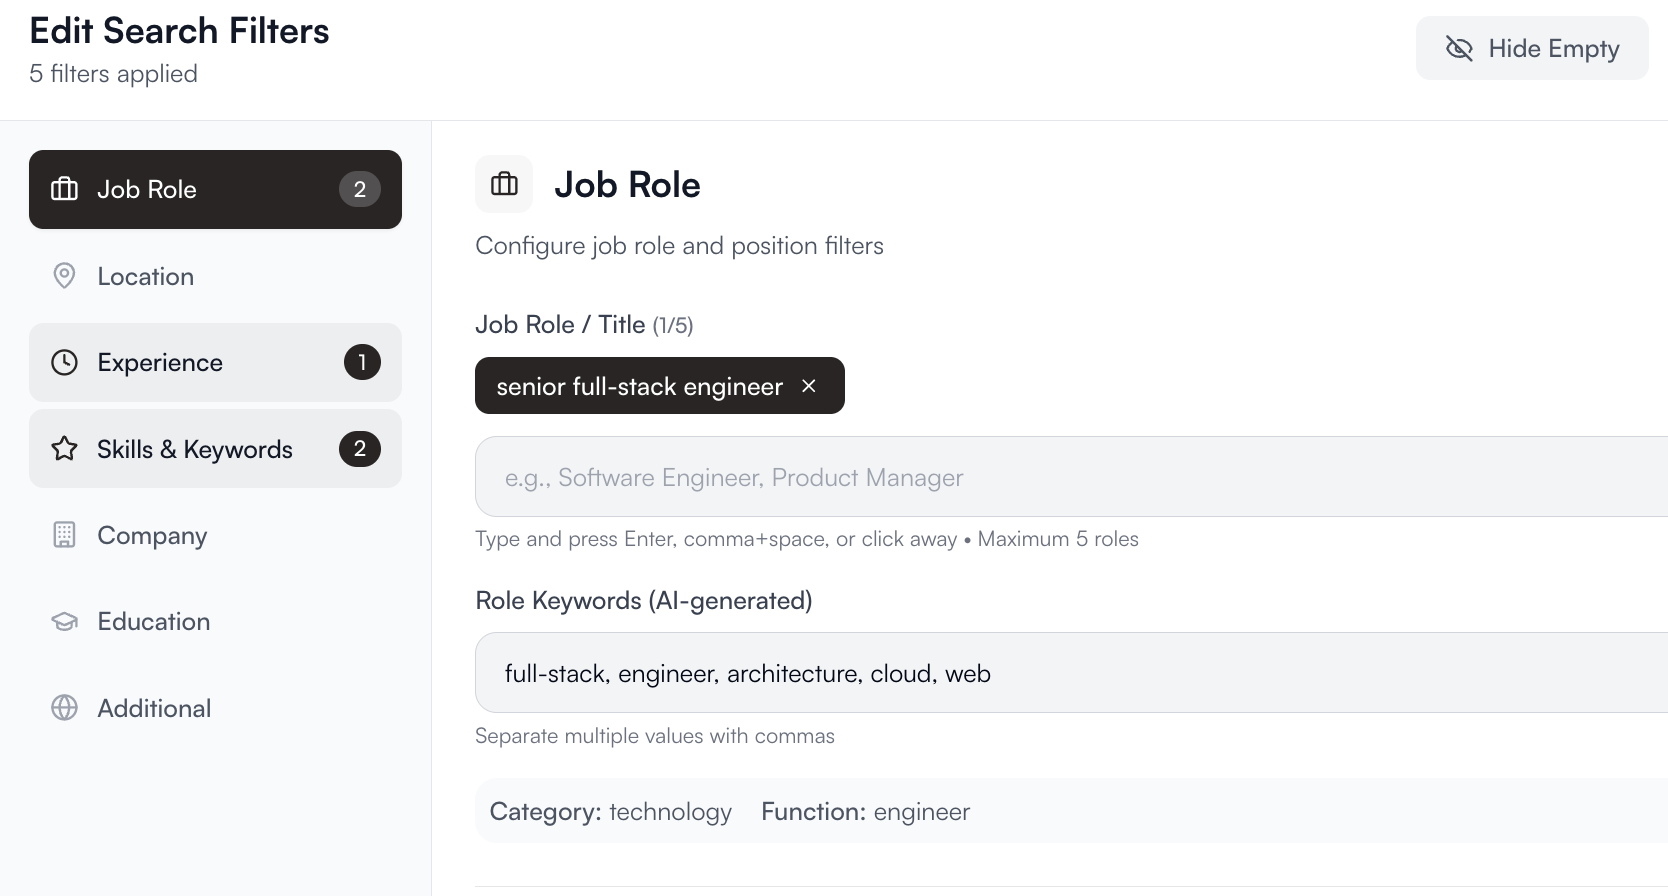 Edit Search Filters
5 filters applied
Hide Empty
Job Role 2
Location
Experience 1
Skills & Keywords 2
Company
Education
Additional
Job Role
Configure job role and position filters
Job Role / Title (1/5)
senior full-stack engineer ×
e.g., Software Engineer, Product Manager
Type and press Enter, comma+space, or click away • Maximum 5 roles
Role Keywords (AI-generated)
full-stack, engineer, architecture, cloud, web
Separate multiple values with commas
Category: technology Function: engineer